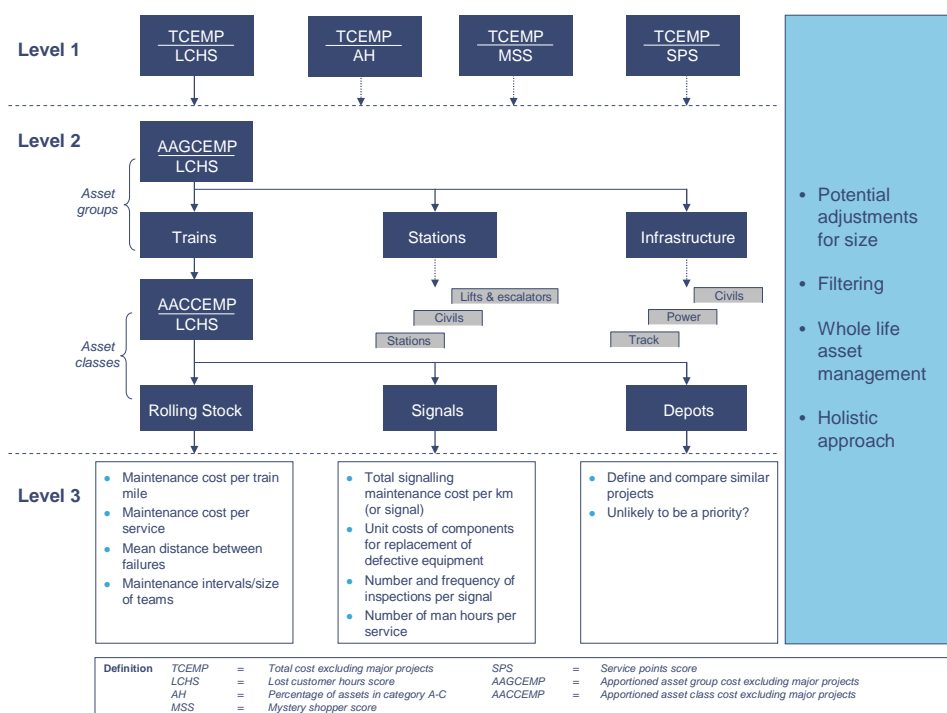 Level 1
TCEMP
LCHS
TCEMP
AH
TCEMP
MSS
TCEMP
SPS
Level 2
AAGCEMP
LCHS
Asset
groups
Trains
Stations
Infrastructure
AACCEMP
LCHS
Lifts & escalators
Civils
Stations
Civils
Power
Track
Asset
classes
Rolling Stock
Signals
Depots
Level 3
• Maintenance cost per train
mile
• Maintenance cost per
service
• Mean distance between
failures
• Maintenance intervals/size
of teams
• Total signalling
maintenance cost per km
(or signal)
• Unit costs of components
for replacement of
defective equipment
• Number and frequency of
inspections per signal
• Number of man hours per
service
• Define and compare similar
projects
• Unlikely to be a priority?
• Potential
adjustments
for size
• Filtering
• Whole life
asset
management
• Holistic
approach
Definition TCEMP = Total cost excluding major projects SPS = Service points score
LCHS = Lost customer hours score AAGCEMP = Apportioned asset group cost excluding major projects
AH = Percentage of assets in category A-C AACCEMP = Apportioned asset class cost excluding major projects
MSS = Mystery shopper score